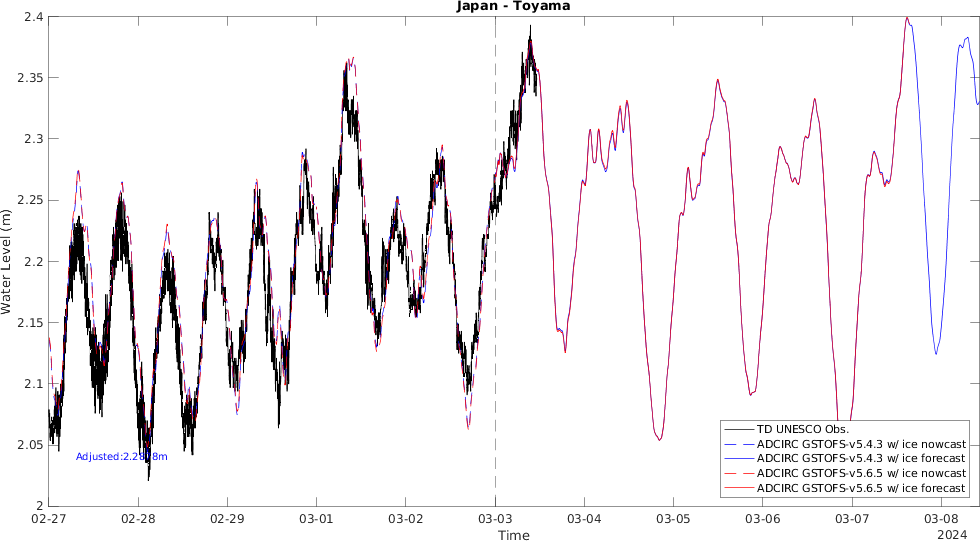 Japan - Toyama
Water Level (m)
2.4
2.35
2.3
2.25
2.2
2.15
2.1
2.05
2
Adjusted:2.2
8m
TD UNESCO Obs.
ADCIRC GSTOFS-v5.4.3 w/ ice nowcast
ADCIRC GSTOFS-v5.4.3 w/ ice forecast
ADCIRC GSTOFS-v5.6.5 w/ ice nowcast
ADCIRC GSTOFS-v5.6.5 w/ ice forecast
02-27 02-28 02-29 03-01 03-02 03-03 03-04 03-05 03-06 03-07 03-08
Time
2024